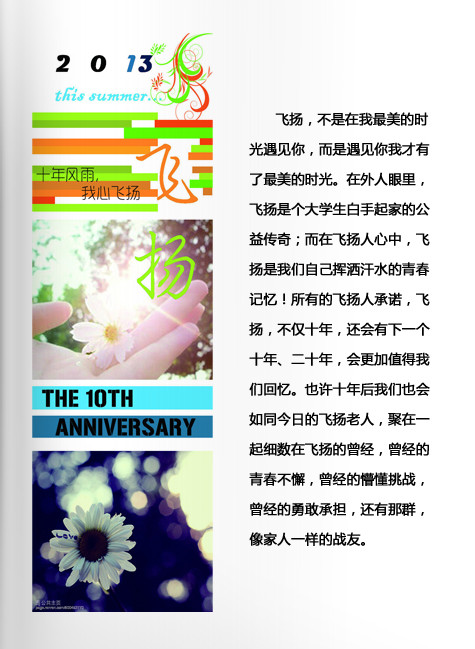 2 0 13
this summer...
飞
十年风雨,
我心飞扬
扬
THE 10TH
ANNIVERSARY
LOVE
飞扬，不是在我最美的时
光遇见你，而是遇见你我才有
了最美的时光。在外人眼里，
飞扬是个大学生白手起家的公
益传奇；而在飞扬人心中，飞
扬是我们自己挥洒汗水的青春
记忆！所有的飞扬人承诺，飞
扬，不仅十年，还会有下一个
十年、二十年，会更加值得我
们回忆。也许十年后我们也会
如同今日的飞扬老人，聚在一
起细数在飞扬的曾经，曾经的
青春不懈，曾经的懵懂挑战，
曾经的勇敢承担，还有那群，
像家人一样的战友。